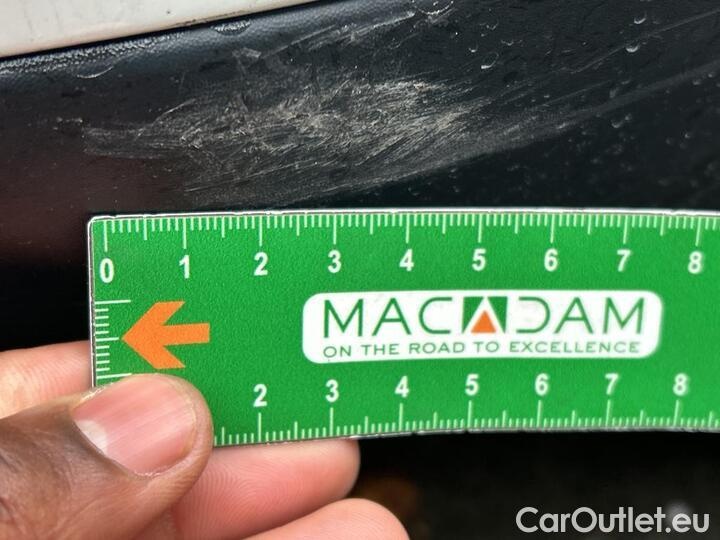 0 1 2 3 4 5 6 7 8
MACADAM
ON THE ROAD TO EXCELLENCE
2 3 4 5 6 7 8
CarOutlet.eu